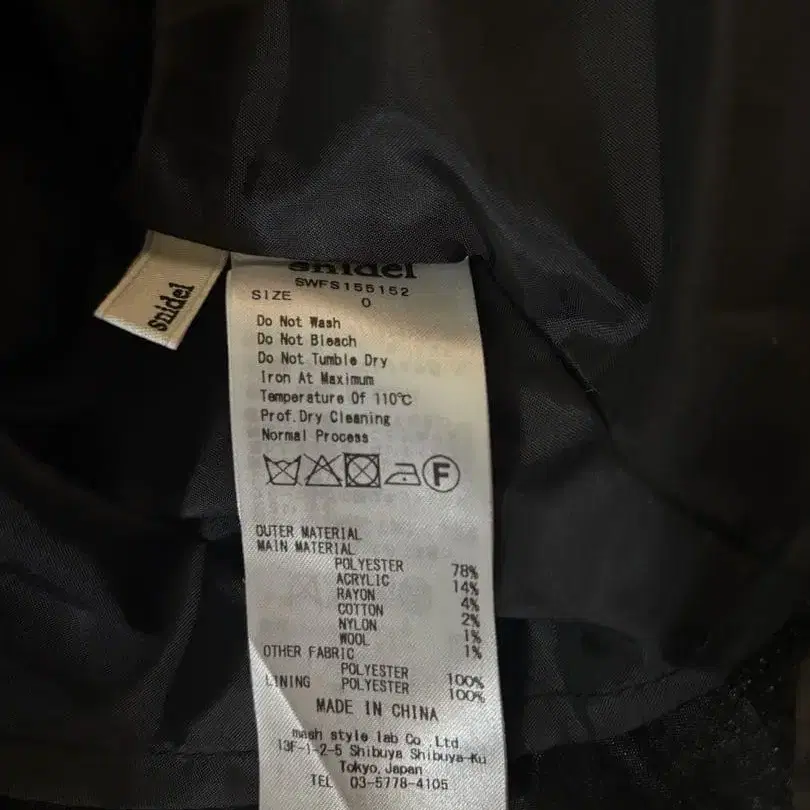 snidel
snidel
SWFS155152
SIZE 0
Do Not Wash
Do Not Bleach
Do Not Tumble Dry
Iron At Maximum
Temperature Of 110℃
Prof.Dry Cleaning
Normal Process
F
OUTER MATERIAL
MAIN MATERIAL
POLYESTER 78%
ACRYLIC 14%
RAYON 4%
COTTON 2%
NYLON 1%
WOOL 1%
OTHER FABRIC
POLYESTER 100%
LINING POLYESTER 100%
MADE IN CHINA
mash style lab Co. Ltd.
13F-1-2-5 Shibuya Shibuya-Ku
Tokyo,Japan
TEL 03-5778-4105